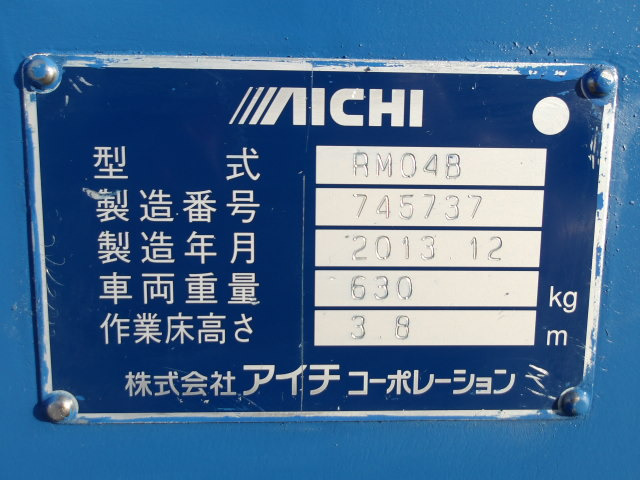 AICHI
型式 RM04B
製造番号 745737
製造年月 2013.12
車両重量 630 kg
作業床高さ 3.8 m
株式会社アイチコーポレーション